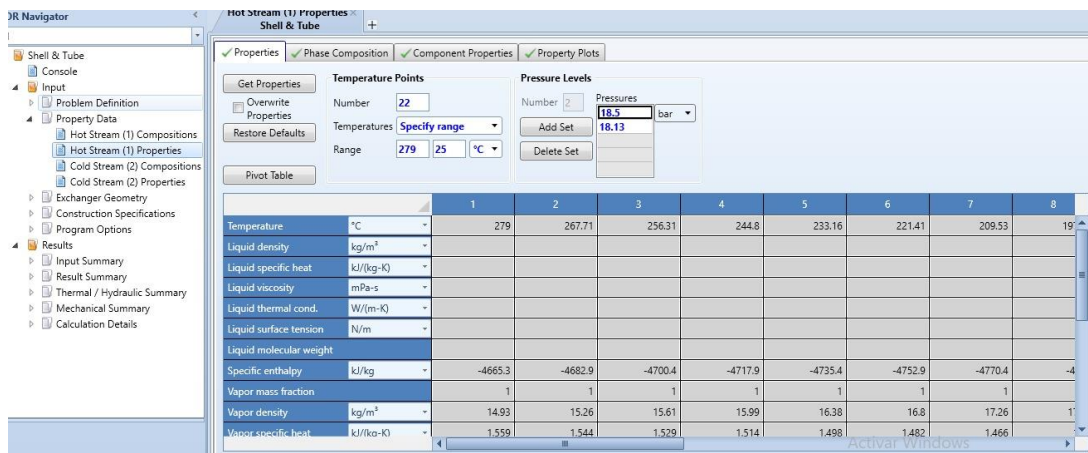 DR Navigator <
Hot Stream (1) Properties ×
Shell & Tube +
Shell & Tube
Console
Input
Problem Definition
Property Data
Hot Stream (1) Compositions
Hot Stream (1) Properties
Cold Stream (2) Compositions
Cold Stream (2) Properties
Exchanger Geometry
Construction Specifications
Program Options
Results
Input Summary
Result Summary
Thermal / Hydraulic Summary
Mechanical Summary
Calculation Details
Properties Phase Composition Component Properties Property Plots
Get Properties
Overwrite
Properties
Restore Defaults
Pivot Table
Temperature Points
Number 22
Temperatures Specify range
Range 279 25 °C
Pressure Levels
Number 2 Pressures
18.5 bar
Add Set 18.13
Delete Set
1 2 3 4 5 6 7 8
Temperature °C 279 267.71 256.31 244.8 233.16 221.41 209.53 19
Liquid density kg/m³
Liquid specific heat kJ/(kg-K)
Liquid viscosity mPa-s
Liquid thermal cond. W/(m-K)
Liquid surface tension N/m
Liquid molecular weight
Specific enthalpy kJ/kg -4665.3 -4682.9 -4700.4 -4717.9 -4735.4 -4752.9 -4770.4 -4
Vapor mass fraction 1 1 1 1 1 1 1
Vapor density kg/m³ 14.93 15.26 15.61 15.99 16.38 16.8 17.26 17
Vapor specific heat kJ/(kg-K) 1.559 1.544 1.529 1.514 1.498 1.482 1.466
Activar Windows